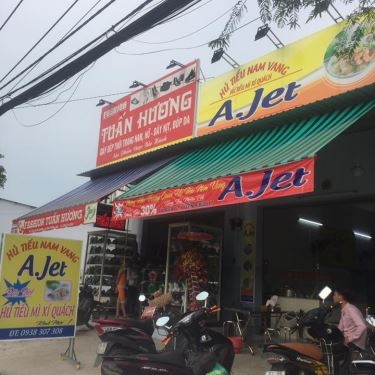 TUẤN HƯƠNG
GIÀY DÉP THỜI TRANG NAM, NỮ - DÂY NỊT, BÓP DA
HỦ TIẾU NAM VANG
HỦ TIẾU MÌ XÍ QUÁCH
A.Jet
30%
A.Jet
FASHION TUẤN HƯƠNG
HỦ TIẾU NAM VANG
A.Jet
HỦ TIẾU MÌ XÍ QUÁCH
ĐT: 0938 307 308